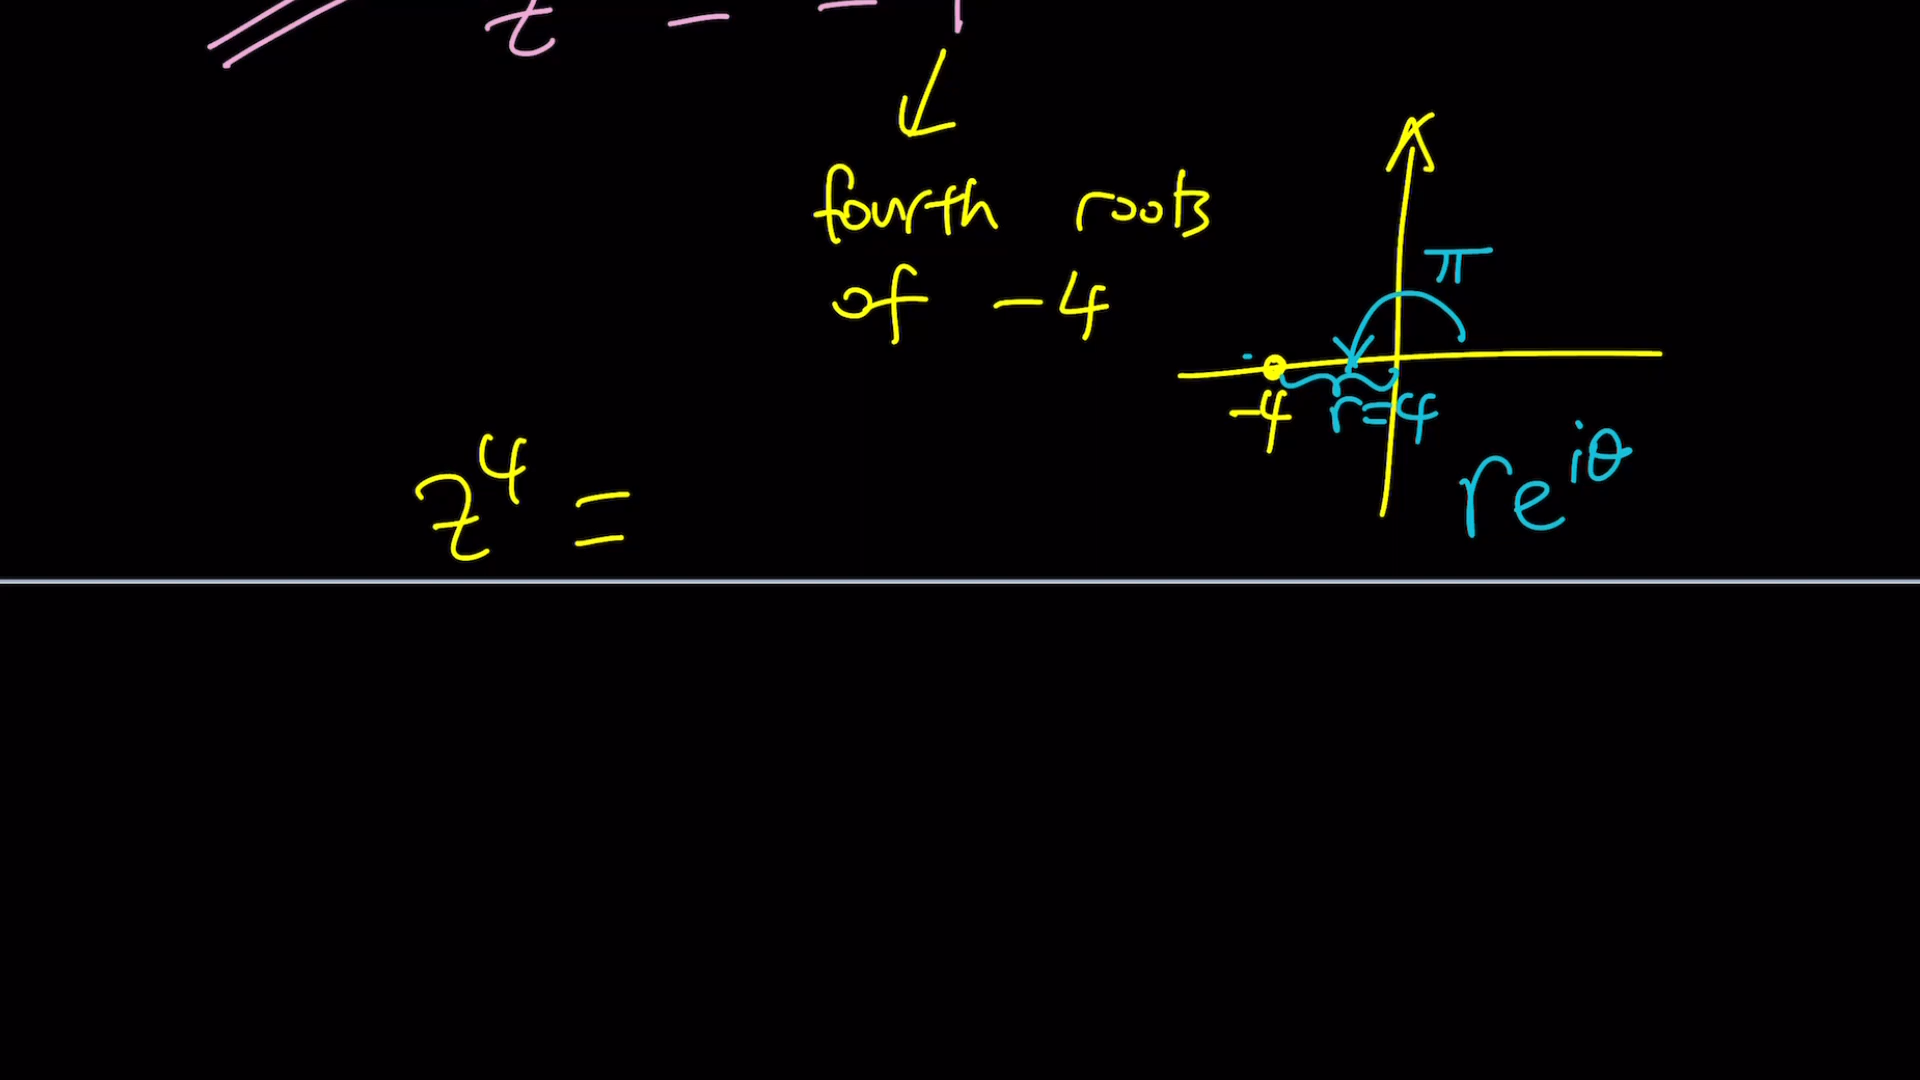 fourth roots
of -4
π
-4
r=4
re^{iθ}
z^4 =